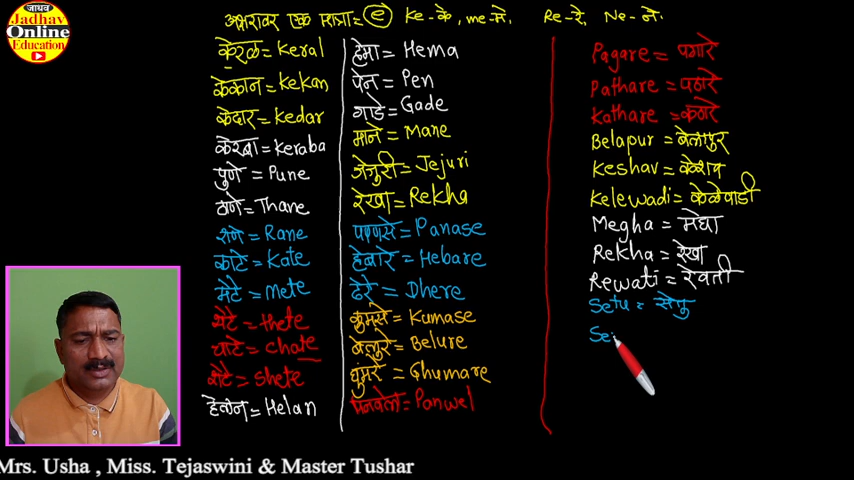 जाधव
Jadhav
Online
Education
अक्षरावर एक मात्रा = e Ke - के, me - मे. Re - रे, Ne - ने.
केरळ = Keral
केकान = Kekan
केदार = Kedar
केरबा = Keraba
पुणे = Pune
ठाणे = Thane
राणे = Rane
काटे = Kate
मेटे = Mete
थेटे = thete
चाटे = chate
शेटे = shete
हेलन = Helan
हेमा = Hema
पेन = Pen
गाडे = Gade
माने = Mane
जेजुरी = Jejuri
रेखा = Rekha
पणसे = Panase
हेबारे = Hebare
ढेरे = Dhere
कुमसे = Kumase
बेलुरे = Belure
घुमरे = Ghumare
पनवेल = Panwel
Pagare = पगारे
Pathare = पठारे
Kathare = कठारे
Belapur = बेलापुर
Keshav = केशव
Kelewadi = केळेवाडी
Megha = मेघा
Rekha = रेखा
Rewati = रेवती
Setu = सेतु
Se
Mrs. Usha , Miss. Tejaswini & Master Tushar